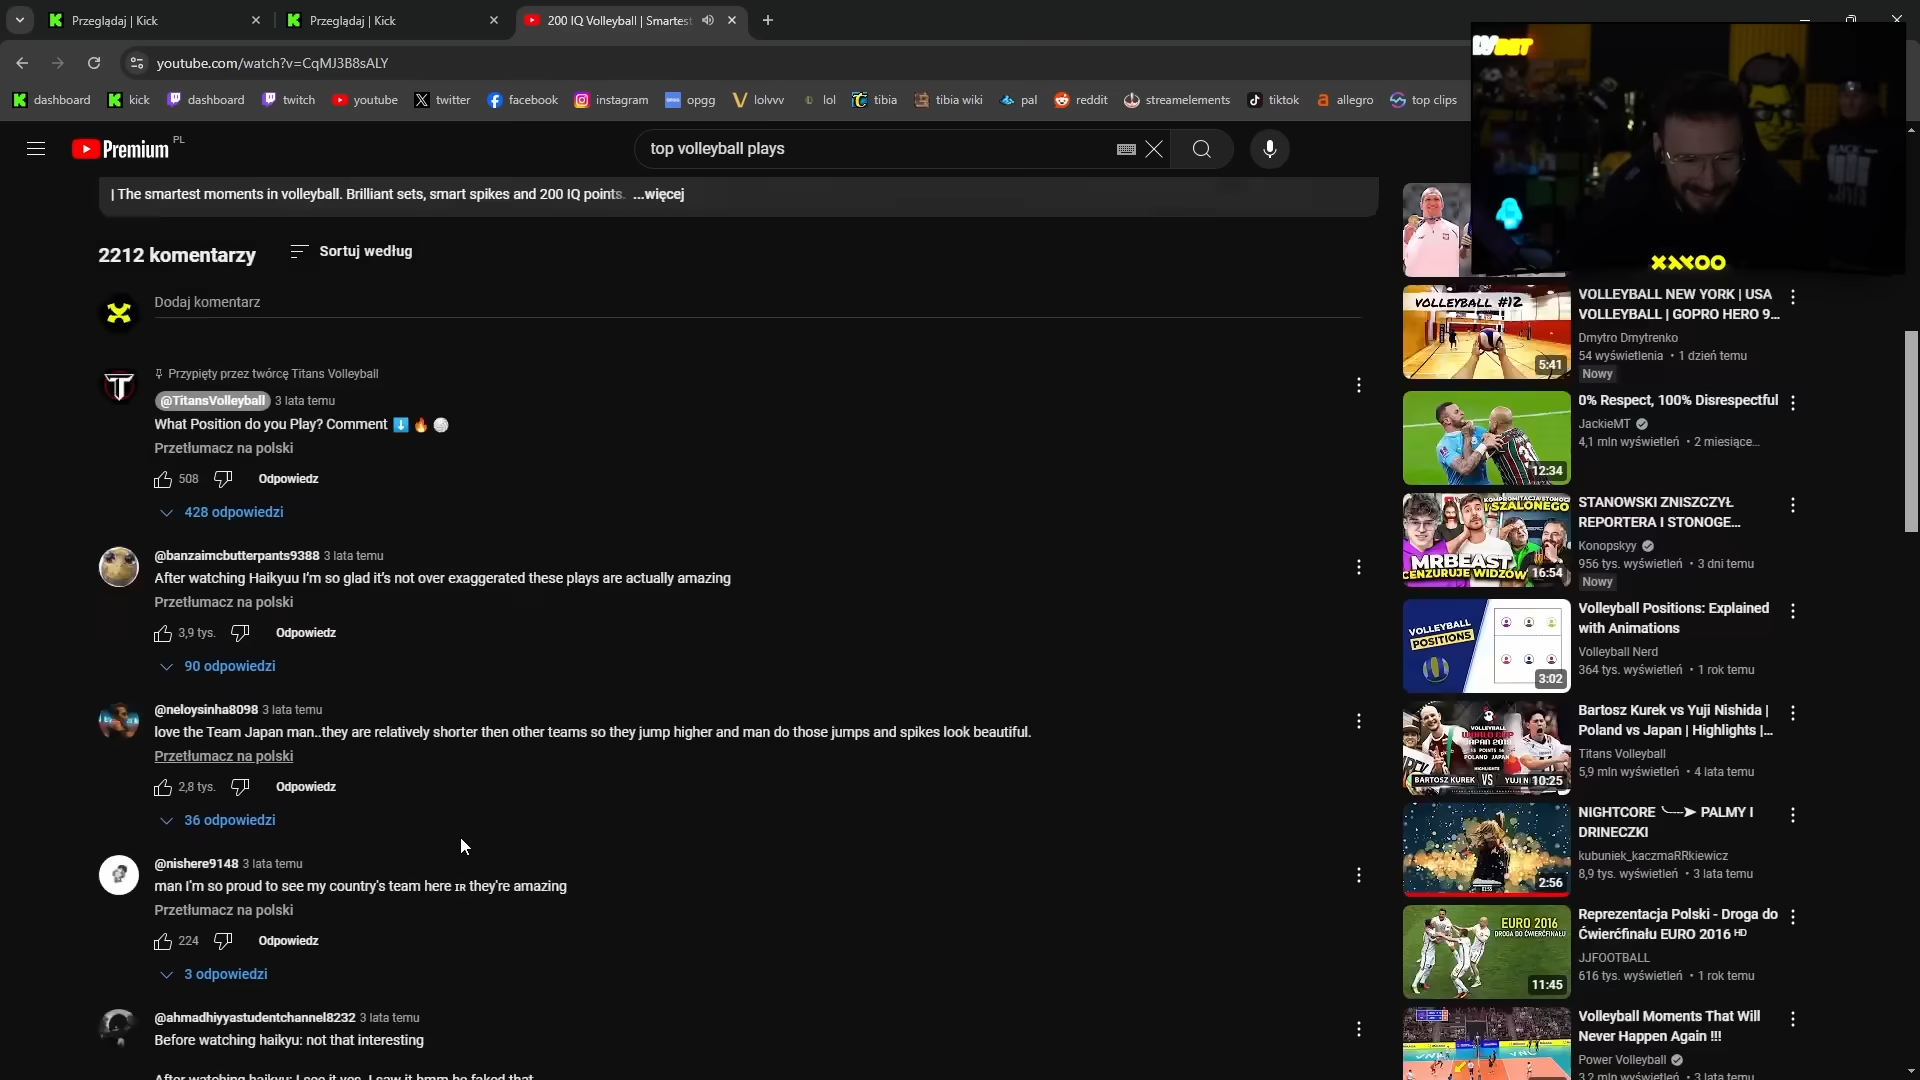 Przeglądaj | Kick
Przeglądaj | Kick
200 IQ Volleyball | Smartest
youtube.com/watch?v=CqMJ3B8sALY
dashboard
kick
dashboard
twitch
youtube
twitter
facebook
instagram
opgg
lolvvv
lol
tibia
tibia wiki
pal
reddit
streamelements
tiktok
allegro
top clips
Premium PL
top volleyball plays
| The smartest moments in volleyball. Brilliant sets, smart spikes and 200 IQ points. ...więcej
2212 komentarzy
Sortuj według
Dodaj komentarz
Przypięty przez twórcę Titans Volleyball
@TitansVolleyball 3 lata temu
What Position do you Play? Comment ⬇️ 🔥 🏐
Przetłumacz na polski
508
Odpowiedz
428 odpowiedzi
@banzaimcbutterpants9388 3 lata temu
After watching Haikyuu I'm so glad it's not over exaggerated these plays are actually amazing
Przetłumacz na polski
3,9 tys.
Odpowiedz
90 odpowiedzi
@neloysinha8098 3 lata temu
love the Team Japan man..they are relatively shorter then other teams so they jump higher and man do those jumps and spikes look beautiful.
Przetłumacz na polski
2,8 tys.
Odpowiedz
36 odpowiedzi
@nishere9148 3 lata temu
man I'm so proud to see my country's team here 🇮🇷 they're amazing
Przetłumacz na polski
224
Odpowiedz
3 odpowiedzi
@ahmadhiyyastudentchannel8232 3 lata temu
Before watching haikyu: not that interesting
XAYOO
VOLLEYBALL #12
5:41
VOLLEYBALL NEW YORK | USA
VOLLEYBALL | GOPRO HERO 9...
Dmytro Dmytrenko
54 wyświetlenia • 1 dzień temu
Nowy
12:34
0% Respect, 100% Disrespectful
JackieMT
4,1 mln wyświetleń • 2 miesiące...
I SZALONEGO
MRBEAST
CENZURUJE WIDZÓW
16:54
STANOWSKI ZNISZCZYŁ
REPORTERA I STONOGE...
Konopskyy
956 tys. wyświetleń • 3 dni temu
Nowy
VOLLEYBALL
POSITIONS
3:02
Volleyball Positions: Explained
with Animations
Volleyball Nerd
364 tys. wyświetleń • 1 rok temu
BARTOSZ KUREK VS YUJI
10:25
Bartosz Kurek vs Yuji Nishida |
Poland vs Japan | Highlights |...
Titans Volleyball
5,9 mln wyświetleń • 4 lata temu
2:56
NIGHTCORE ╰┈➤ PALMY I
DRINECZKI
kubuniek_kaczmaRRkiewicz
8,9 tys. wyświetleń • 3 lata temu
EURO 2016
DROGA DO ĆWIERĆFINAŁU
11:45
Reprezentacja Polski - Droga do
Ćwierćfinału EURO 2016 ᴴᴰ
JJFOOTBALL
616 tys. wyświetleń • 1 rok temu
Volleyball Moments That Will
Never Happen Again !!!
Power Volleyball
3,2 mln wyświetleń • 3 lata temu